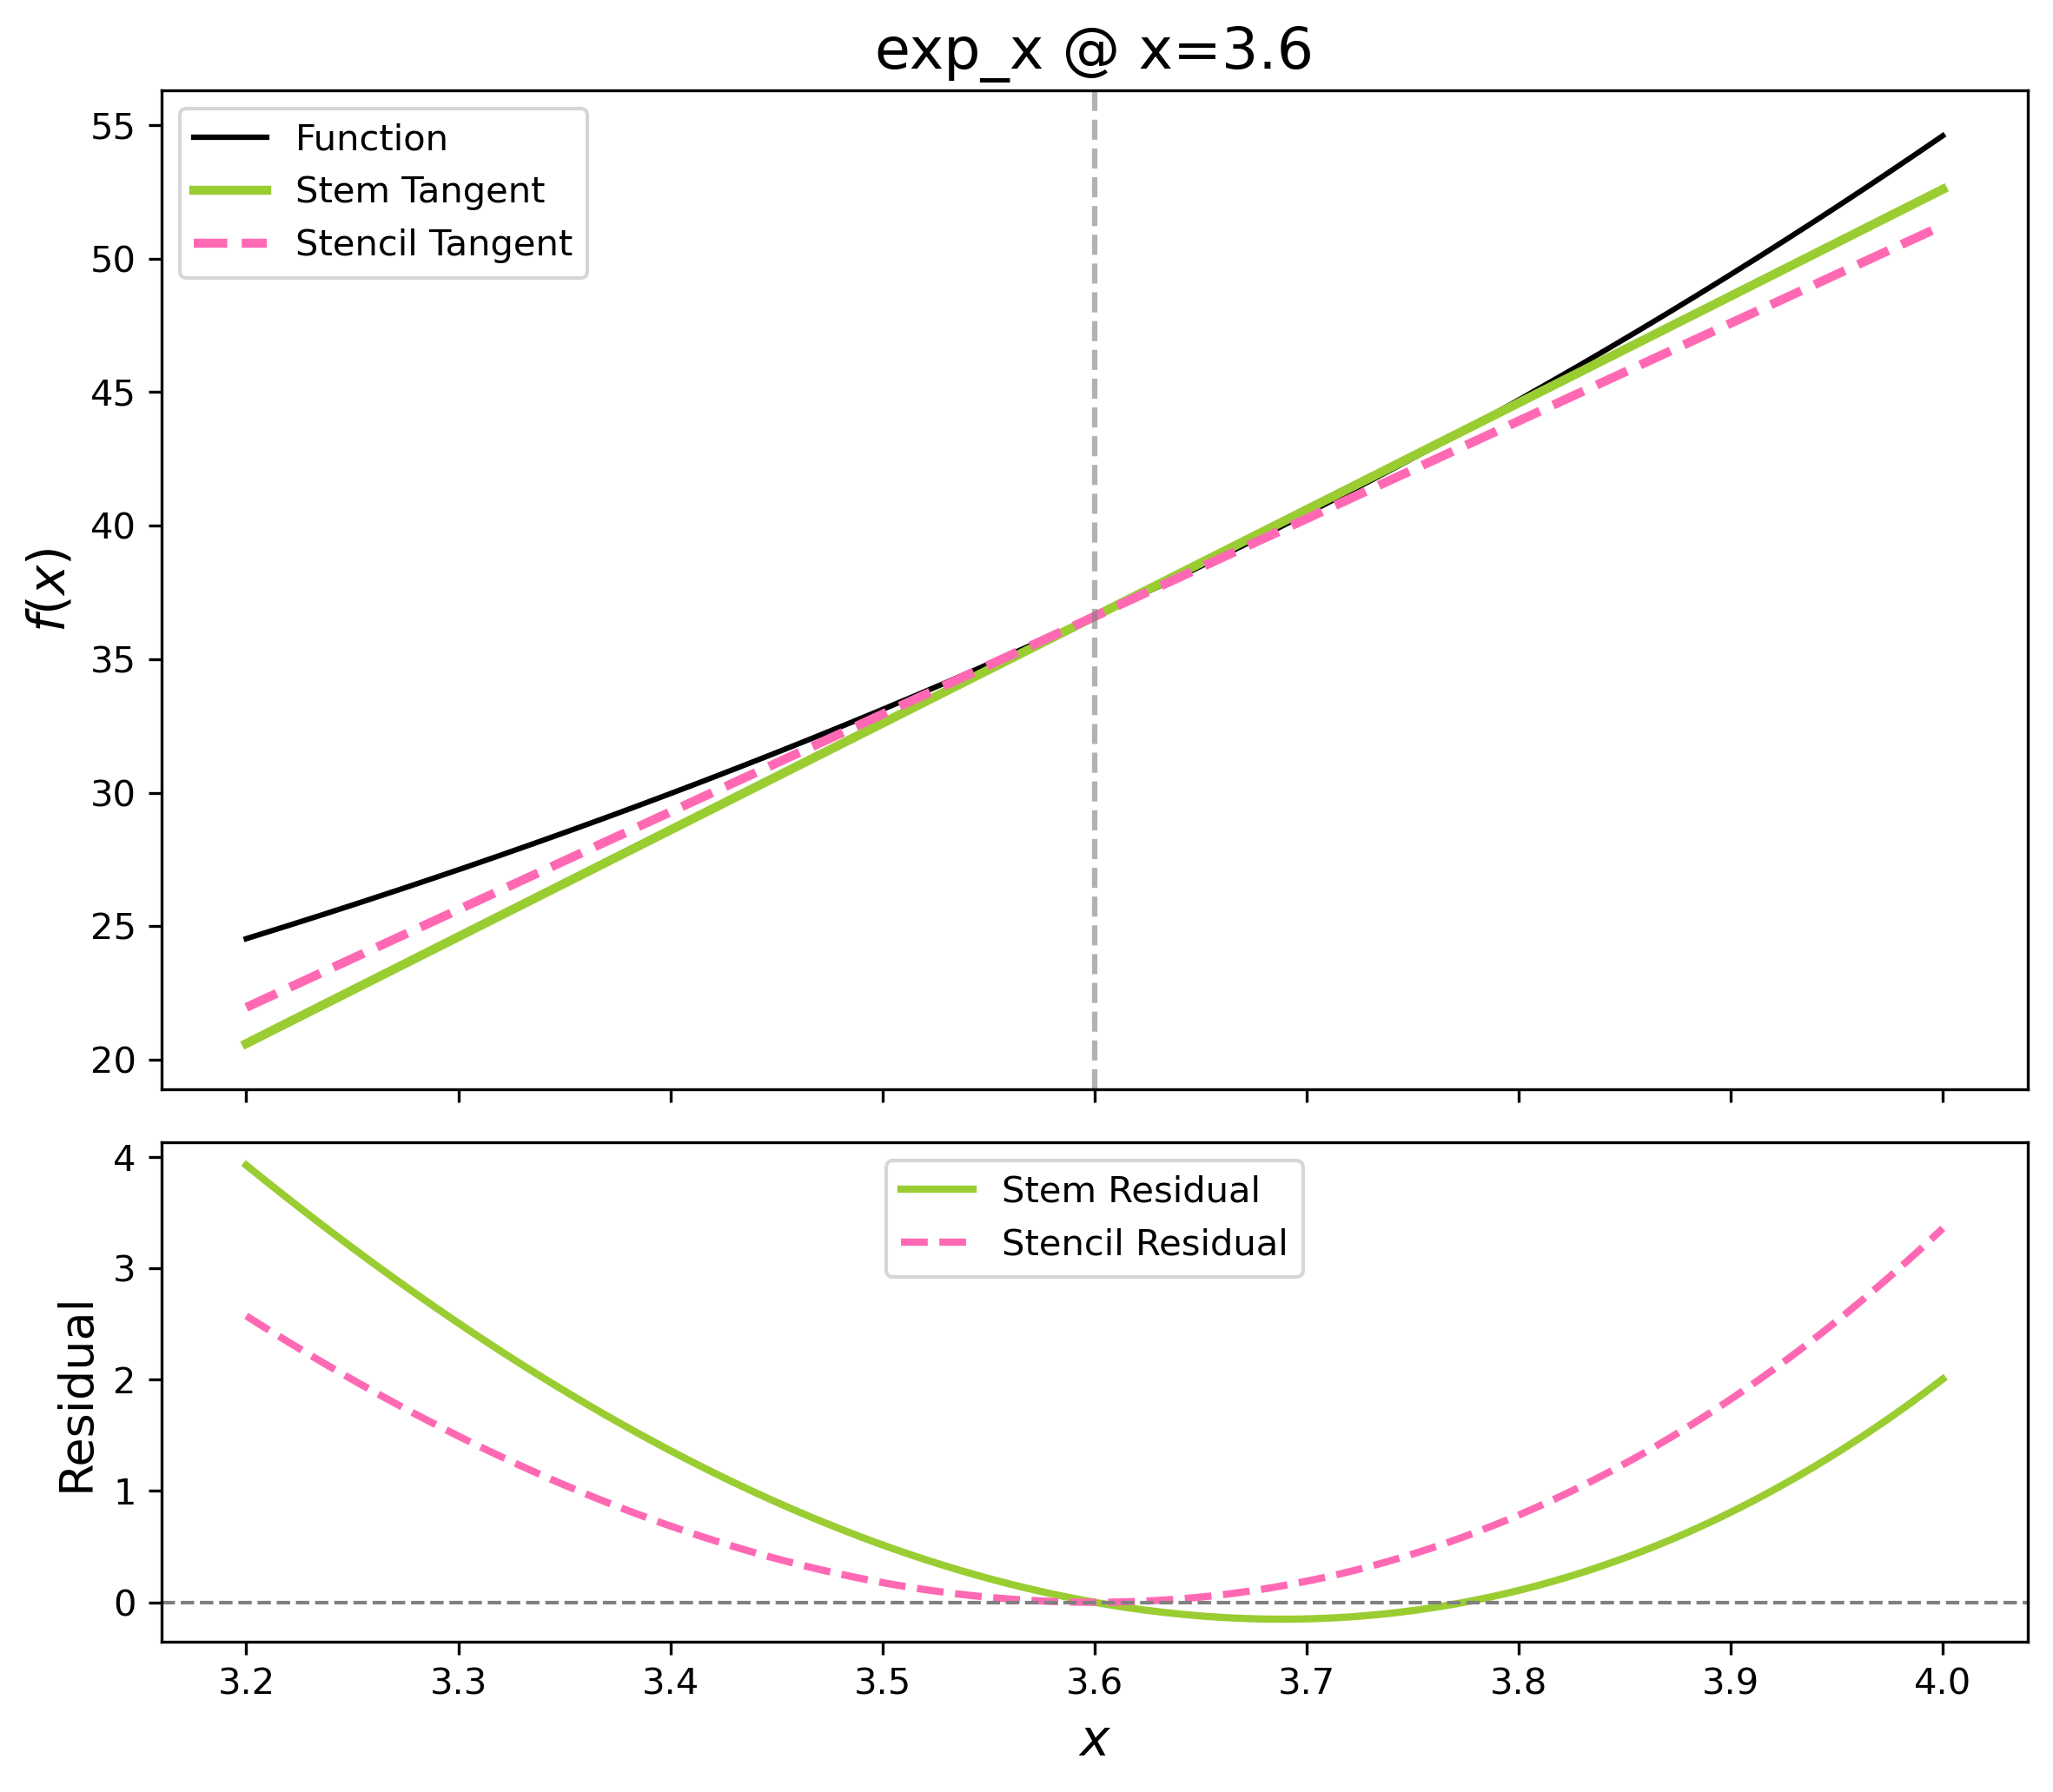 exp_x @ x=3.6
Function
Stem Tangent
Stencil Tangent
f(x)
55
50
45
40
35
30
25
20
Stem Residual
Stencil Residual
Residual
4
3
2
1
0
3.2 3.3 3.4 3.5 3.6 3.7 3.8 3.9 4.0
x